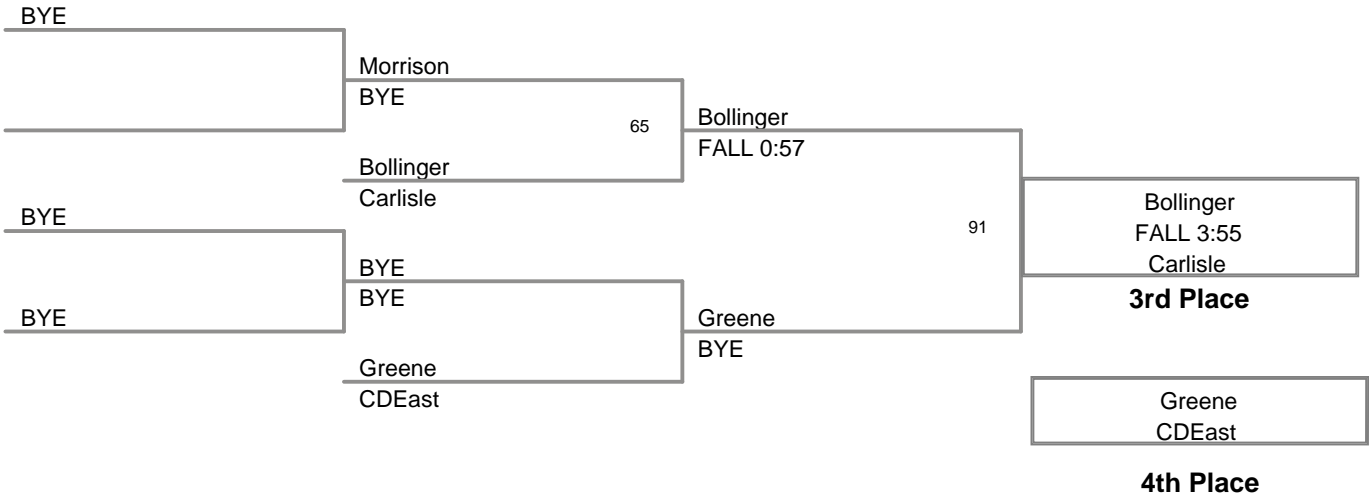 BYE
Morrison
BYE
65
Bollinger
FALL 0:57
Bollinger
Carlisle
BYE
91
Bollinger
FALL 3:55
Carlisle
3rd Place
BYE
BYE
BYE
Greene
BYE
Greene
CDEast
Greene
CDEast
4th Place